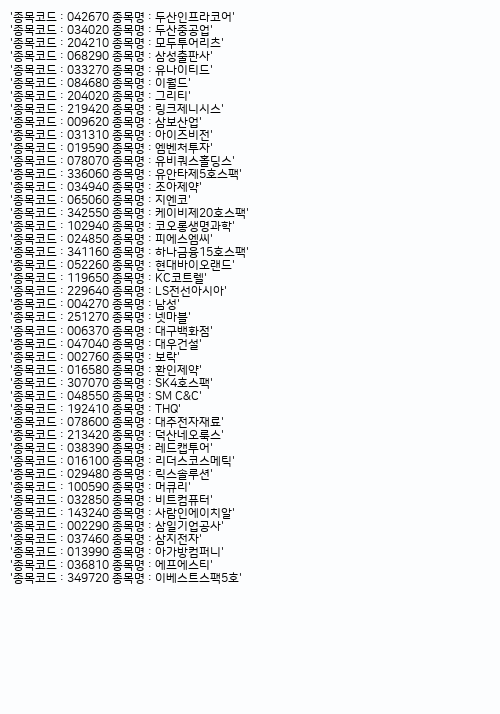 '종목코드 : 042670 종목명 : 두산인프라코어'
'종목코드 : 034020 종목명 : 두산중공업'
'종목코드 : 204210 종목명 : 모두투어리츠'
'종목코드 : 068290 종목명 : 삼성출판사'
'종목코드 : 033270 종목명 : 유나이티드'
'종목코드 : 084680 종목명 : 이월드'
'종목코드 : 204020 종목명 : 그리티'
'종목코드 : 219420 종목명 : 링크제니시스'
'종목코드 : 009620 종목명 : 삼보산업'
'종목코드 : 031310 종목명 : 아이즈비전'
'종목코드 : 019590 종목명 : 엠벤처투자'
'종목코드 : 078070 종목명 : 유비쿼스홀딩스'
'종목코드 : 336060 종목명 : 유안타제5호스팩'
'종목코드 : 034940 종목명 : 조아제약'
'종목코드 : 065060 종목명 : 지엔코'
'종목코드 : 342550 종목명 : 케이비제20호스팩'
'종목코드 : 102940 종목명 : 코오롱생명과학'
'종목코드 : 024850 종목명 : 피에스엠씨'
'종목코드 : 341160 종목명 : 하나금융15호스팩'
'종목코드 : 052260 종목명 : 현대바이오랜드'
'종목코드 : 119650 종목명 : KC코트렐'
'종목코드 : 229640 종목명 : LS전선아시아'
'종목코드 : 004270 종목명 : 남성'
'종목코드 : 251270 종목명 : 넷마블'
'종목코드 : 006370 종목명 : 대구백화점'
'종목코드 : 047040 종목명 : 대우건설'
'종목코드 : 002760 종목명 : 보락'
'종목코드 : 016580 종목명 : 환인제약'
'종목코드 : 307070 종목명 : SK4호스팩'
'종목코드 : 048550 종목명 : SM C&C'
'종목코드 : 192410 종목명 : THQ'
'종목코드 : 078600 종목명 : 대주전자재료'
'종목코드 : 213420 종목명 : 덕산네오룩스'
'종목코드 : 038390 종목명 : 레드캡투어'
'종목코드 : 016100 종목명 : 리더스코스메틱'
'종목코드 : 029480 종목명 : 릭스솔루션'
'종목코드 : 100590 종목명 : 머큐리'
'종목코드 : 032850 종목명 : 비트컴퓨터'
'종목코드 : 143240 종목명 : 사람인에이치알'
'종목코드 : 002290 종목명 : 삼일기업공사'
'종목코드 : 037460 종목명 : 삼지전자'
'종목코드 : 013990 종목명 : 아가방컴퍼니'
'종목코드 : 036810 종목명 : 에프에스티'
'종목코드 : 349720 종목명 : 이베스트스팩5호'